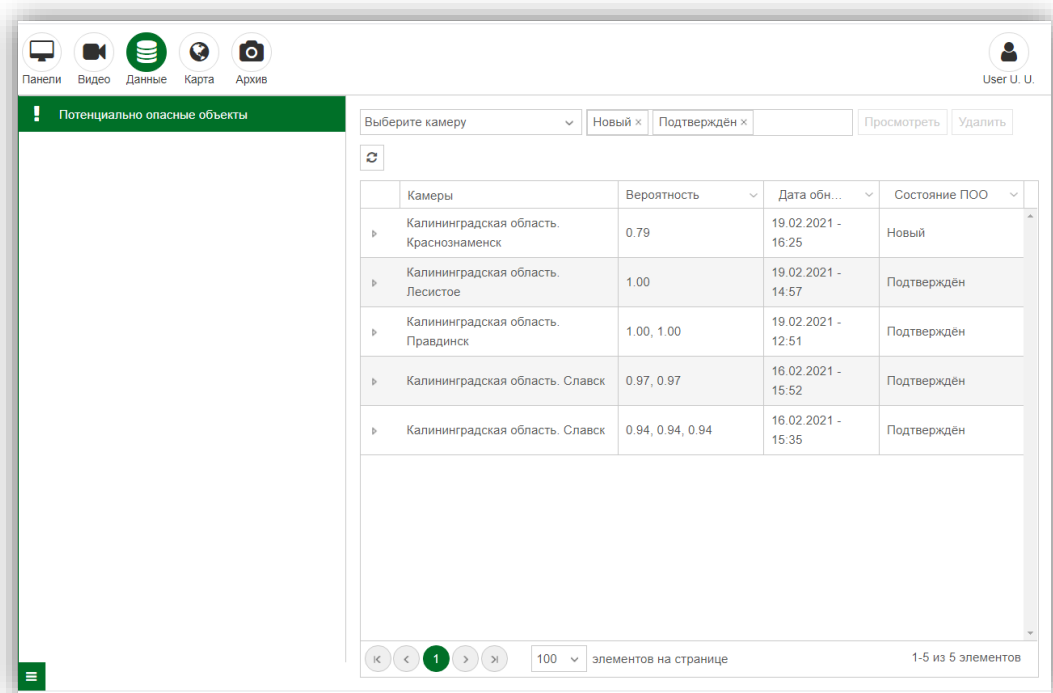 Панели Видео Данные Карта Архив User U. U.
Потенциально опасные объекты
Выберите камеру Новый × Подтверждён × Просмотреть Удалить
Камеры Вероятность Дата обн... Состояние ПОО
Калининградская область.
Краснознаменск
0.79
19.02.2021 -
16:25
Новый
Калининградская область.
Лесистое
1.00
19.02.2021 -
14:57
Подтверждён
Калининградская область.
Правдинск
1.00, 1.00
19.02.2021 -
12:51
Подтверждён
Калининградская область. Славск
0.97, 0.97
16.02.2021 -
15:52
Подтверждён
Калининградская область. Славск
0.94, 0.94, 0.94
16.02.2021 -
15:35
Подтверждён
1 100 элементов на странице 1-5 из 5 элементов